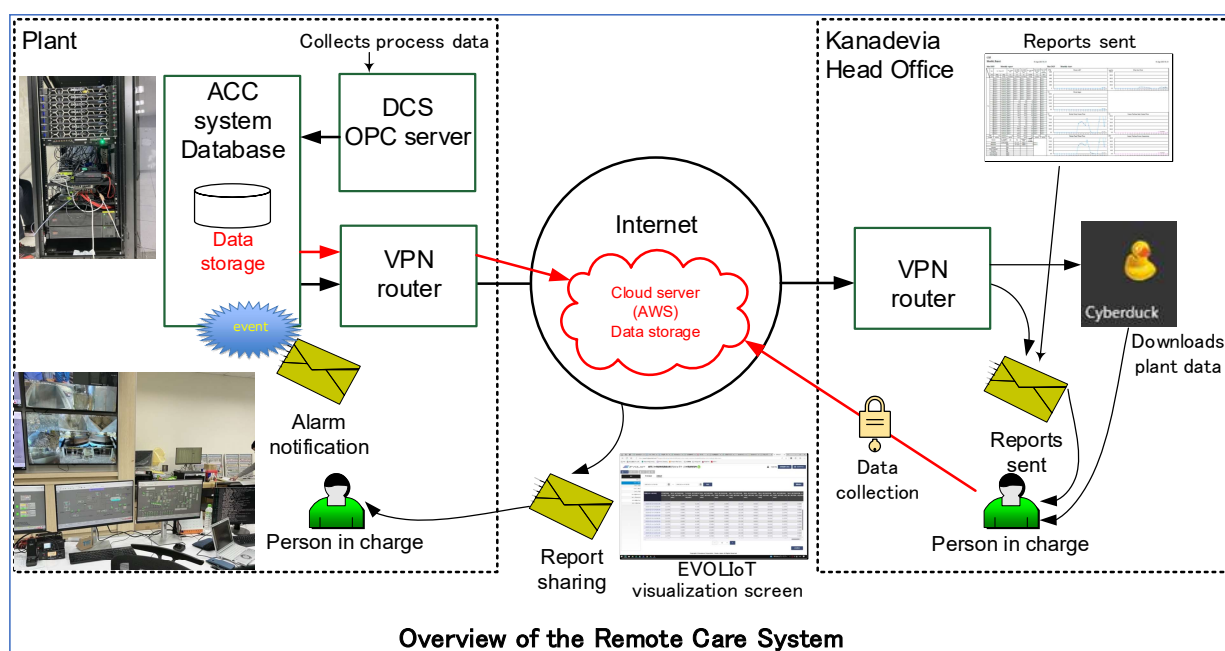 Plant
Collects process data
ACC
system
Database
DCS
OPC server
Data
storage
VPN
router
event
Alarm
notification
Person in charge
Internet
Cloud server
(AWS)
Data storage
Report
sharing
EVOLIoT
visualization screen
Kanadevia
Head Office
Reports sent
VPN
router
Cyberduck
Downloads
plant data
Reports
sent
Data
collection
Person in charge
Overview of the Remote Care System